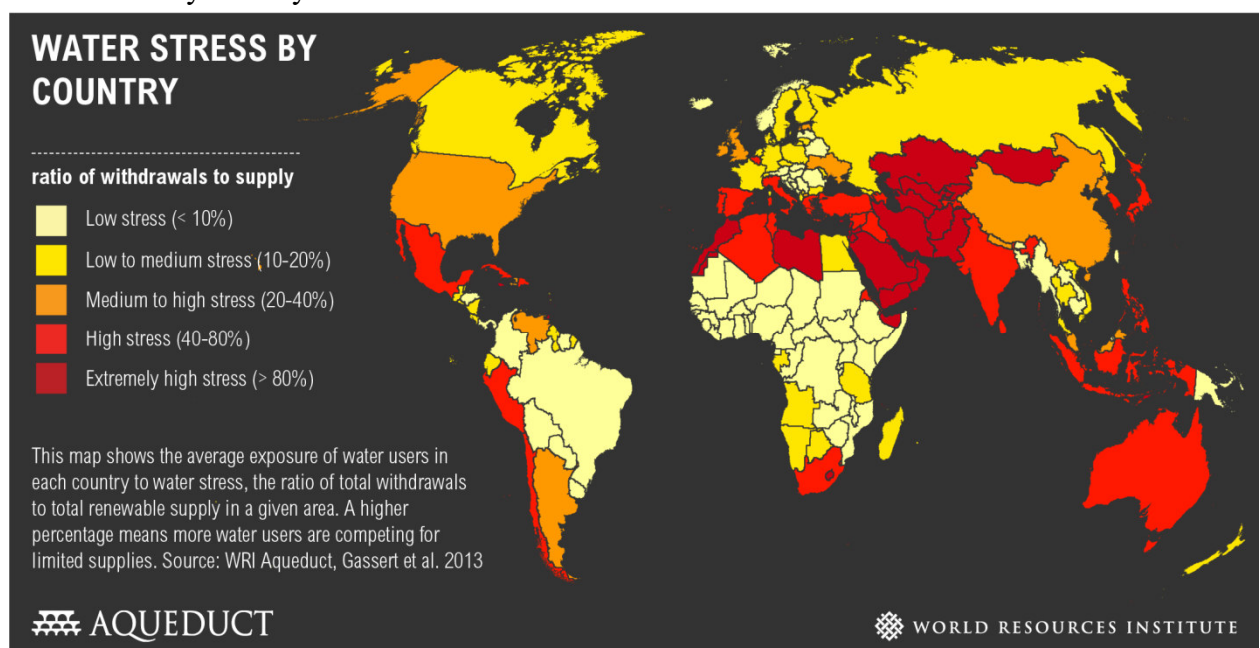 WATER STRESS BY
COUNTRY
ratio of withdrawals to supply
Low stress (< 10%)
Low to medium stress (10-20%)
Medium to high stress (20-40%)
High stress (40-80%)
Extremely high stress (> 80%)
This map shows the average exposure of water users in
each country to water stress, the ratio of total withdrawals
to total renewable supply in a given area. A higher
percentage means more water users are competing for
limited supplies. Source: WRI Aqueduct, Gassert et al. 2013
AQUEDUCT
WORLD RESOURCES INSTITUTE